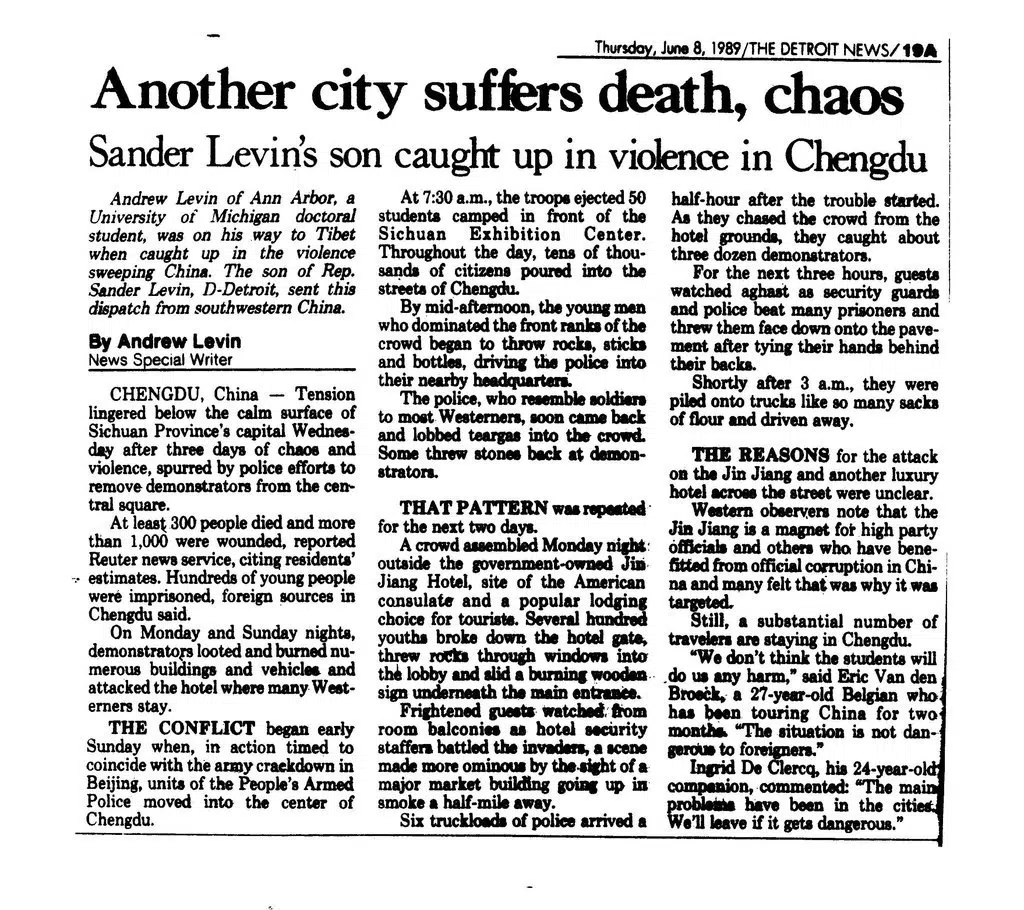 Thursday, June 8, 1989/THE DETROIT NEWS/19A
Another city suffers death, chaos
Sander Levin's son caught up in violence in Chengdu
Andrew Levin of Ann Arbor, a
University of Michigan doctoral
student, was on his way to Tibet
when caught up in the violence
sweeping China. The son of Rep.
Sander Levin, D-Detroit, sent this
dispatch from southwestern China.
By Andrew Levin
News Special Writer
CHENGDU, China — Tension
lingered below the calm surface of
Sichuan Province's capital Wednes-
day after three days of chaos and
violence, spurred by police efforts to
remove demonstrators from the cen-
tral square.
At least 300 people died and more
than 1,000 were wounded, reported
Reuter news service, citing residents'
estimates. Hundreds of young people
were imprisoned, foreign sources in
Chengdu said.
On Monday and Sunday nights,
demonstrators looted and burned nu-
merous buildings and vehicles and
attacked the hotel where many West-
erners stay.
THE CONFLICT began early
Sunday when, in action timed to
coincide with the army crackdown in
Beijing, units of the People's Armed
Police moved into the center of
Chengdu.
At 7:30 a.m., the troops ejected 50
students camped in front of the
Sichuan Exhibition Center.
Throughout the day, tens of thou-
sands of citizens poured into the
streets of Chengdu.
By mid-afternoon, the young men
who dominated the front ranks of the
crowd began to throw rocks, sticks
and bottles, driving the police into
their nearby headquarters.
The police, who resemble soldiers
to most Westerners, soon came back
and lobbed teargas into the crowd.
Some threw stones back at demon-
strators.
THAT PATTERN was repeated
for the next two days.
A crowd assembled Monday night
outside the government-owned Jin
Jiang Hotel, site of the American
consulate and a popular lodging
choice for tourists. Several hundred
youths broke down the hotel gate,
threw rocks through windows into
the lobby and slid a burning wooden
sign underneath the main entrance.
Frightened guests watched from
room balconies as hotel security
staffers battled the invaders, a scene
made more ominous by the sight of a
major market building going up in
smoke a half-mile away.
Six truckloads of police arrived a
half-hour after the trouble started.
As they chased the crowd from the
hotel grounds, they caught about
three dozen demonstrators.
For the next three hours, guests
watched aghast as security guards
and police beat many prisoners and
threw them face down onto the pave-
ment after tying their hands behind
their backs.
Shortly after 3 a.m., they were
piled onto trucks like so many sacks
of flour and driven away.
THE REASONS for the attack
on the Jin Jiang and another luxury
hotel across the street were unclear.
Western observers note that the
Jin Jiang is a magnet for high party
officials and others who have bene-
fitted from official corruption in Chi-
na and many felt that was why it was
targeted.
Still, a substantial number of
travelers are staying in Chengdu.
"We don't think the students will
do us any harm," said Eric Van den
Broeck, a 27-year-old Belgian who
has been touring China for two
months. "The situation is not dan-
gerous to foreigners."
Ingrid De Clercq, his 24-year-old
companion, commented: "The main
problems have been in the cities.
We'll leave if it gets dangerous."